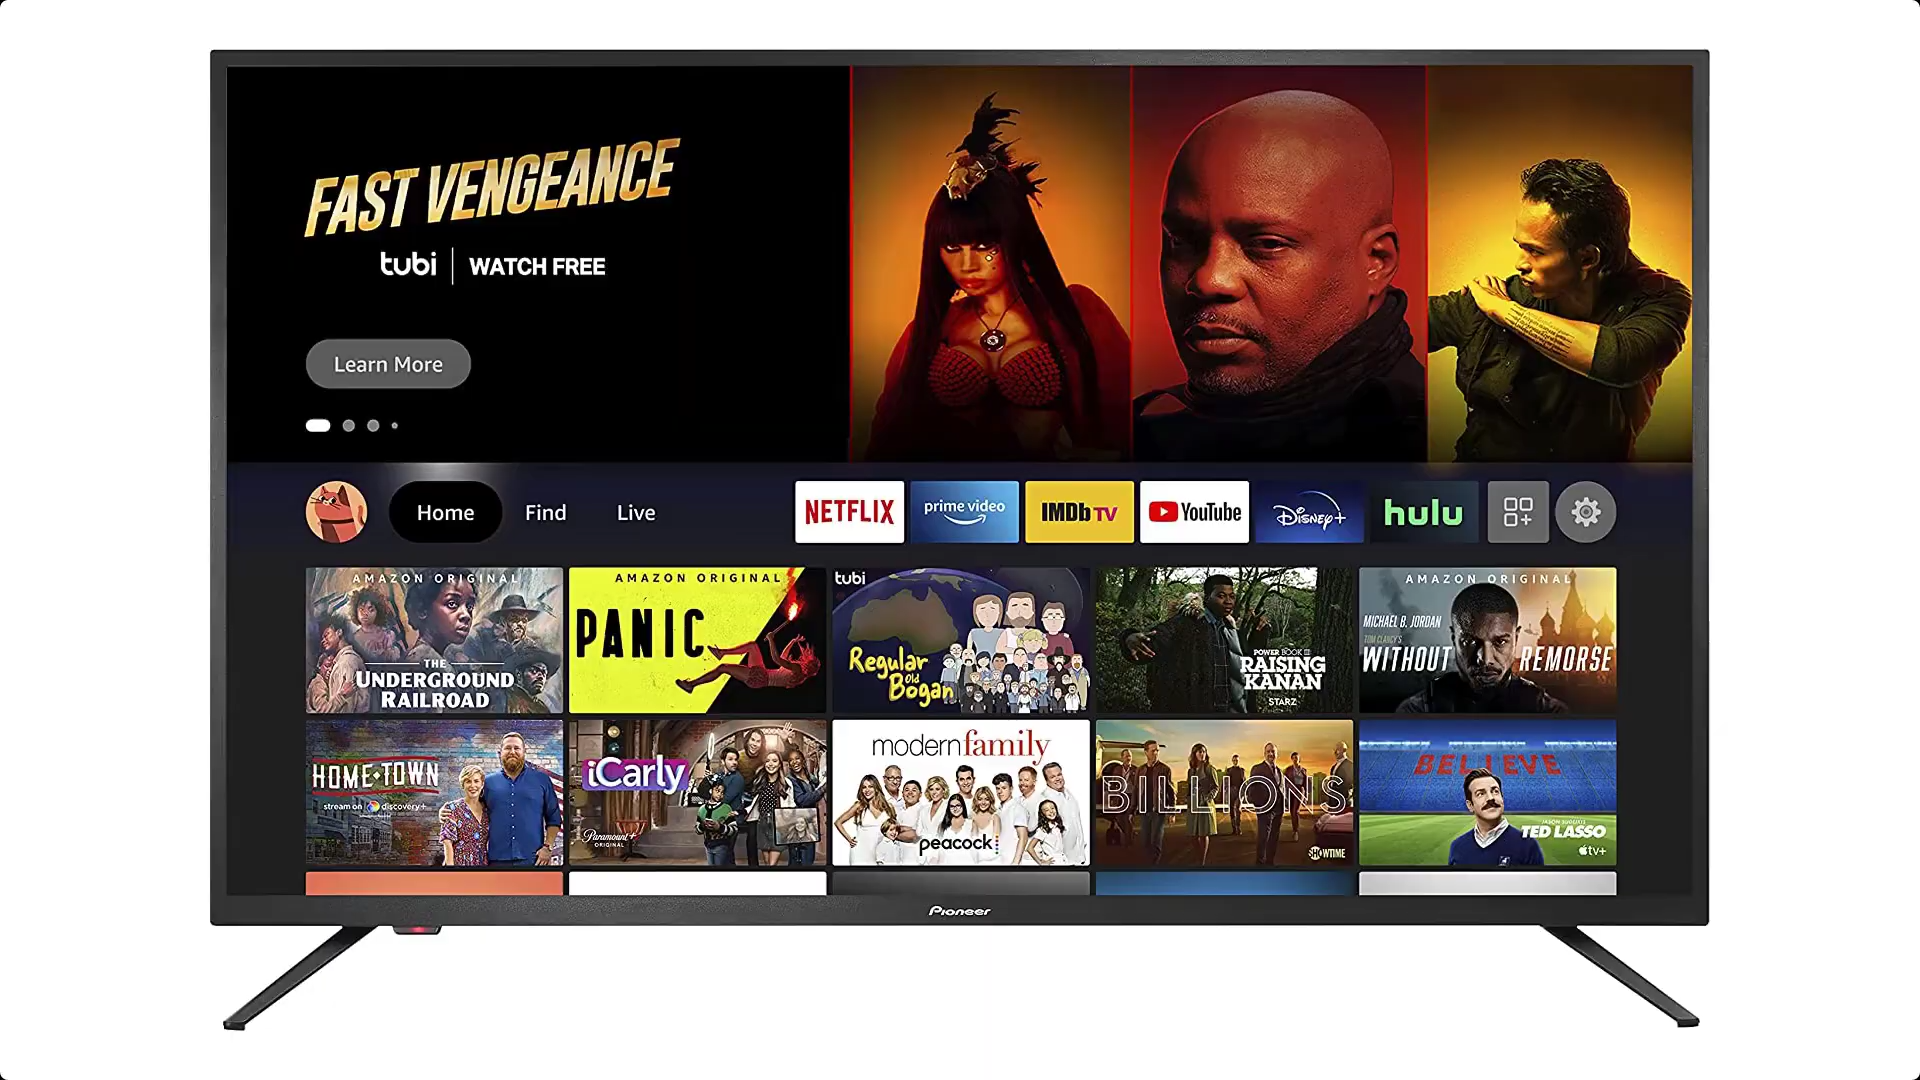 FAST VENGEANCE
tubi | WATCH FREE
Learn More
Home Find Live
NETFLIX
prime video
IMDb TV
YouTube
Disney+
hulu
AMAZON ORIGINAL
THE
UNDERGROUND
RAILROAD
AMAZON ORIGINAL
PANIC
tubi
Regular
Old
Bogan
POWER BOOK III
RAISING
KANAN
STARZ
AMAZON ORIGINAL
MICHAEL B. JORDAN
TOM CLANCY'S
WITHOUT REMORSE
HOME TOWN
stream on discovery+
iCarly
Paramount+
ORIGINAL
modern family
peacock
BILLIONS
SHOWTIME
BELIEVE
JASON SUDEIKIS
TED LASSO
tv+
Pioneer